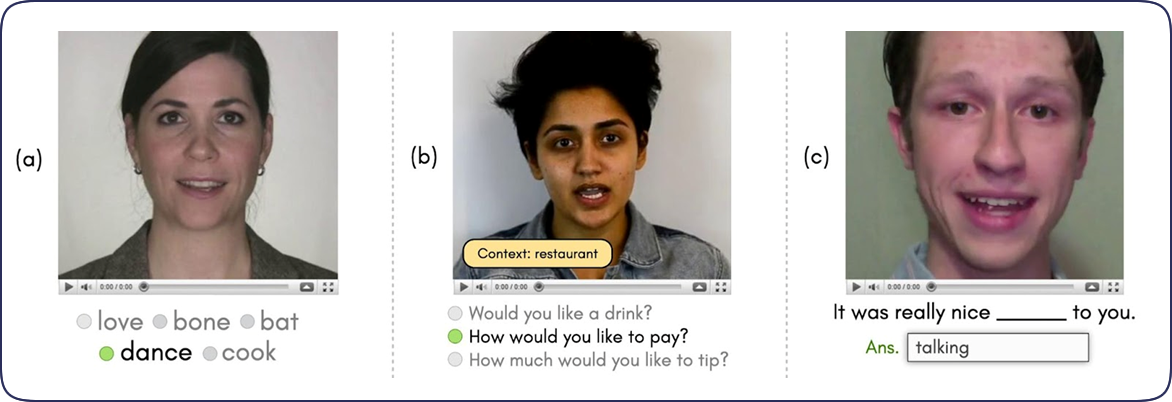 (a)
0:00 / 0:00
love bone bat
dance cook
(b)
Context: restaurant
0:00 / 0:00
Would you like a drink?
How would you like to pay?
How much would you like to tip?
(c)
0:00 / 0:00
It was really nice ______ to you.
Ans. talking